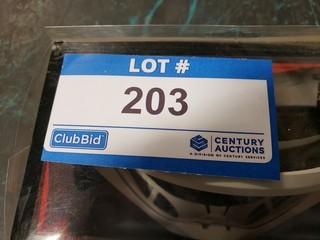 LOT #
203
ClubBid
CENTURY
AUCTIONS
A DIVISION OF CENTURY SERVICES